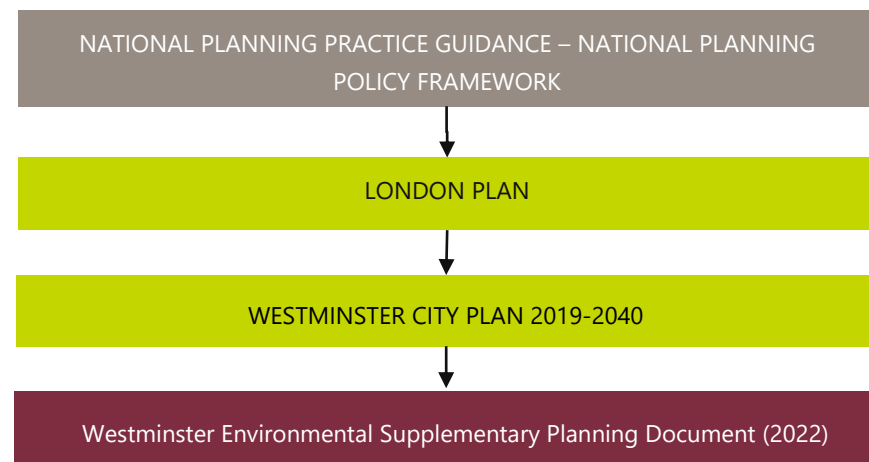 NATIONAL PLANNING PRACTICE GUIDANCE – NATIONAL PLANNING
POLICY FRAMEWORK
LONDON PLAN
WESTMINSTER CITY PLAN 2019-2040
Westminster Environmental Supplementary Planning Document (2022)